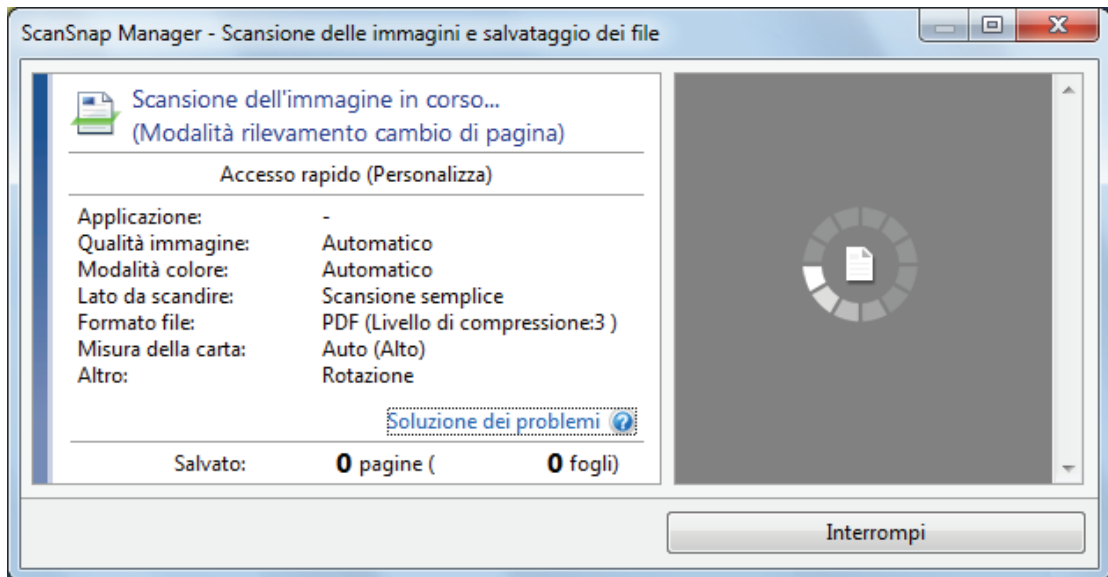 ScanSnap Manager - Scansione delle immagini e salvataggio dei file
Scansione dell'immagine in corso...
(Modalità rilevamento cambio di pagina)
Accesso rapido (Personalizza)
Applicazione: -
Qualità immagine: Automatico
Modalità colore: Automatico
Lato da scandire: Scansione semplice
Formato file: PDF (Livello di compressione:3 )
Misura della carta: Auto (Alto)
Altro: Rotazione
Soluzione dei problemi ?
Salvato: 0 pagine ( 0 fogli)
Interrompi